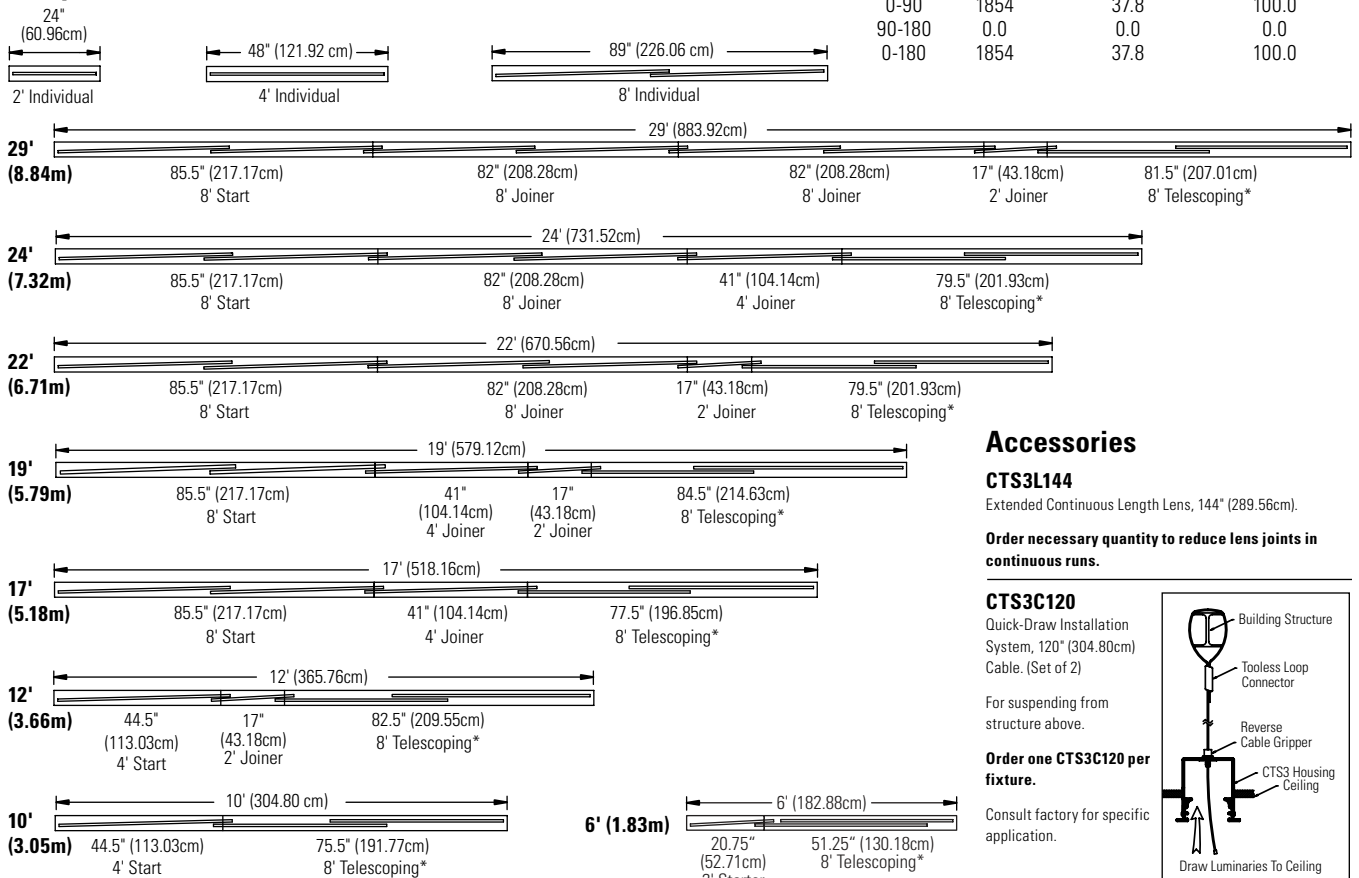 0-90 1854 37.8 100.0
90-180 0.0 0.0 0.0
0-180 1854 37.8 100.0
24"
(60.96cm)
2' Individual
48" (121.92 cm)
4' Individual
89" (226.06 cm)
8' Individual
29'
(8.84m)
29' (883.92cm)
85.5" (217.17cm) 82" (208.28cm) 82" (208.28cm) 17" (43.18cm) 81.5" (207.01cm)
8' Start 8' Joiner 8' Joiner 2' Joiner 8' Telescoping*
24'
(7.32m)
24' (731.52cm)
85.5" (217.17cm) 82" (208.28cm) 41" (104.14cm) 79.5" (201.93cm)
8' Start 8' Joiner 4' Joiner 8' Telescoping*
22'
(6.71m)
22' (670.56cm)
85.5" (217.17cm) 82" (208.28cm) 17" (43.18cm) 79.5" (201.93cm)
8' Start 8' Joiner 2' Joiner 8' Telescoping*
19'
(5.79m)
19' (579.12cm)
85.5" (217.17cm) 41" 17" 84.5" (214.63cm)
8' Start (104.14cm) (43.18cm) 8' Telescoping*
4' Joiner 2' Joiner
17'
(5.18m)
17' (518.16cm)
85.5" (217.17cm) 41" (104.14cm) 77.5" (196.85cm)
8' Start 4' Joiner 8' Telescoping*
12'
(3.66m)
12' (365.76cm)
44.5" 17" 82.5" (209.55cm)
(113.03cm) (43.18cm) 8' Telescoping*
4' Start 2' Joiner
10'
(3.05m)
10' (304.80 cm)
44.5" (113.03cm) 75.5" (191.77cm)
4' Start 8' Telescoping*
6' (1.83m)
6' (182.88cm)
20.75" 51.25" (130.18cm)
(52.71cm) 8' Telescoping*
Accessories
CTS3L144
Extended Continuous Length Lens, 144" (289.56cm).
Order necessary quantity to reduce lens joints in
continuous runs.
CTS3C120
Quick-Draw Installation
System, 120" (304.80cm)
Cable. (Set of 2)
For suspending from
structure above.
Order one CTS3C120 per
fixture.
Consult factory for specific
application.
Building Structure
Tooless Loop
Connector
Reverse
Cable Gripper
CTS3 Housing
Ceiling
Draw Luminaries To Ceiling